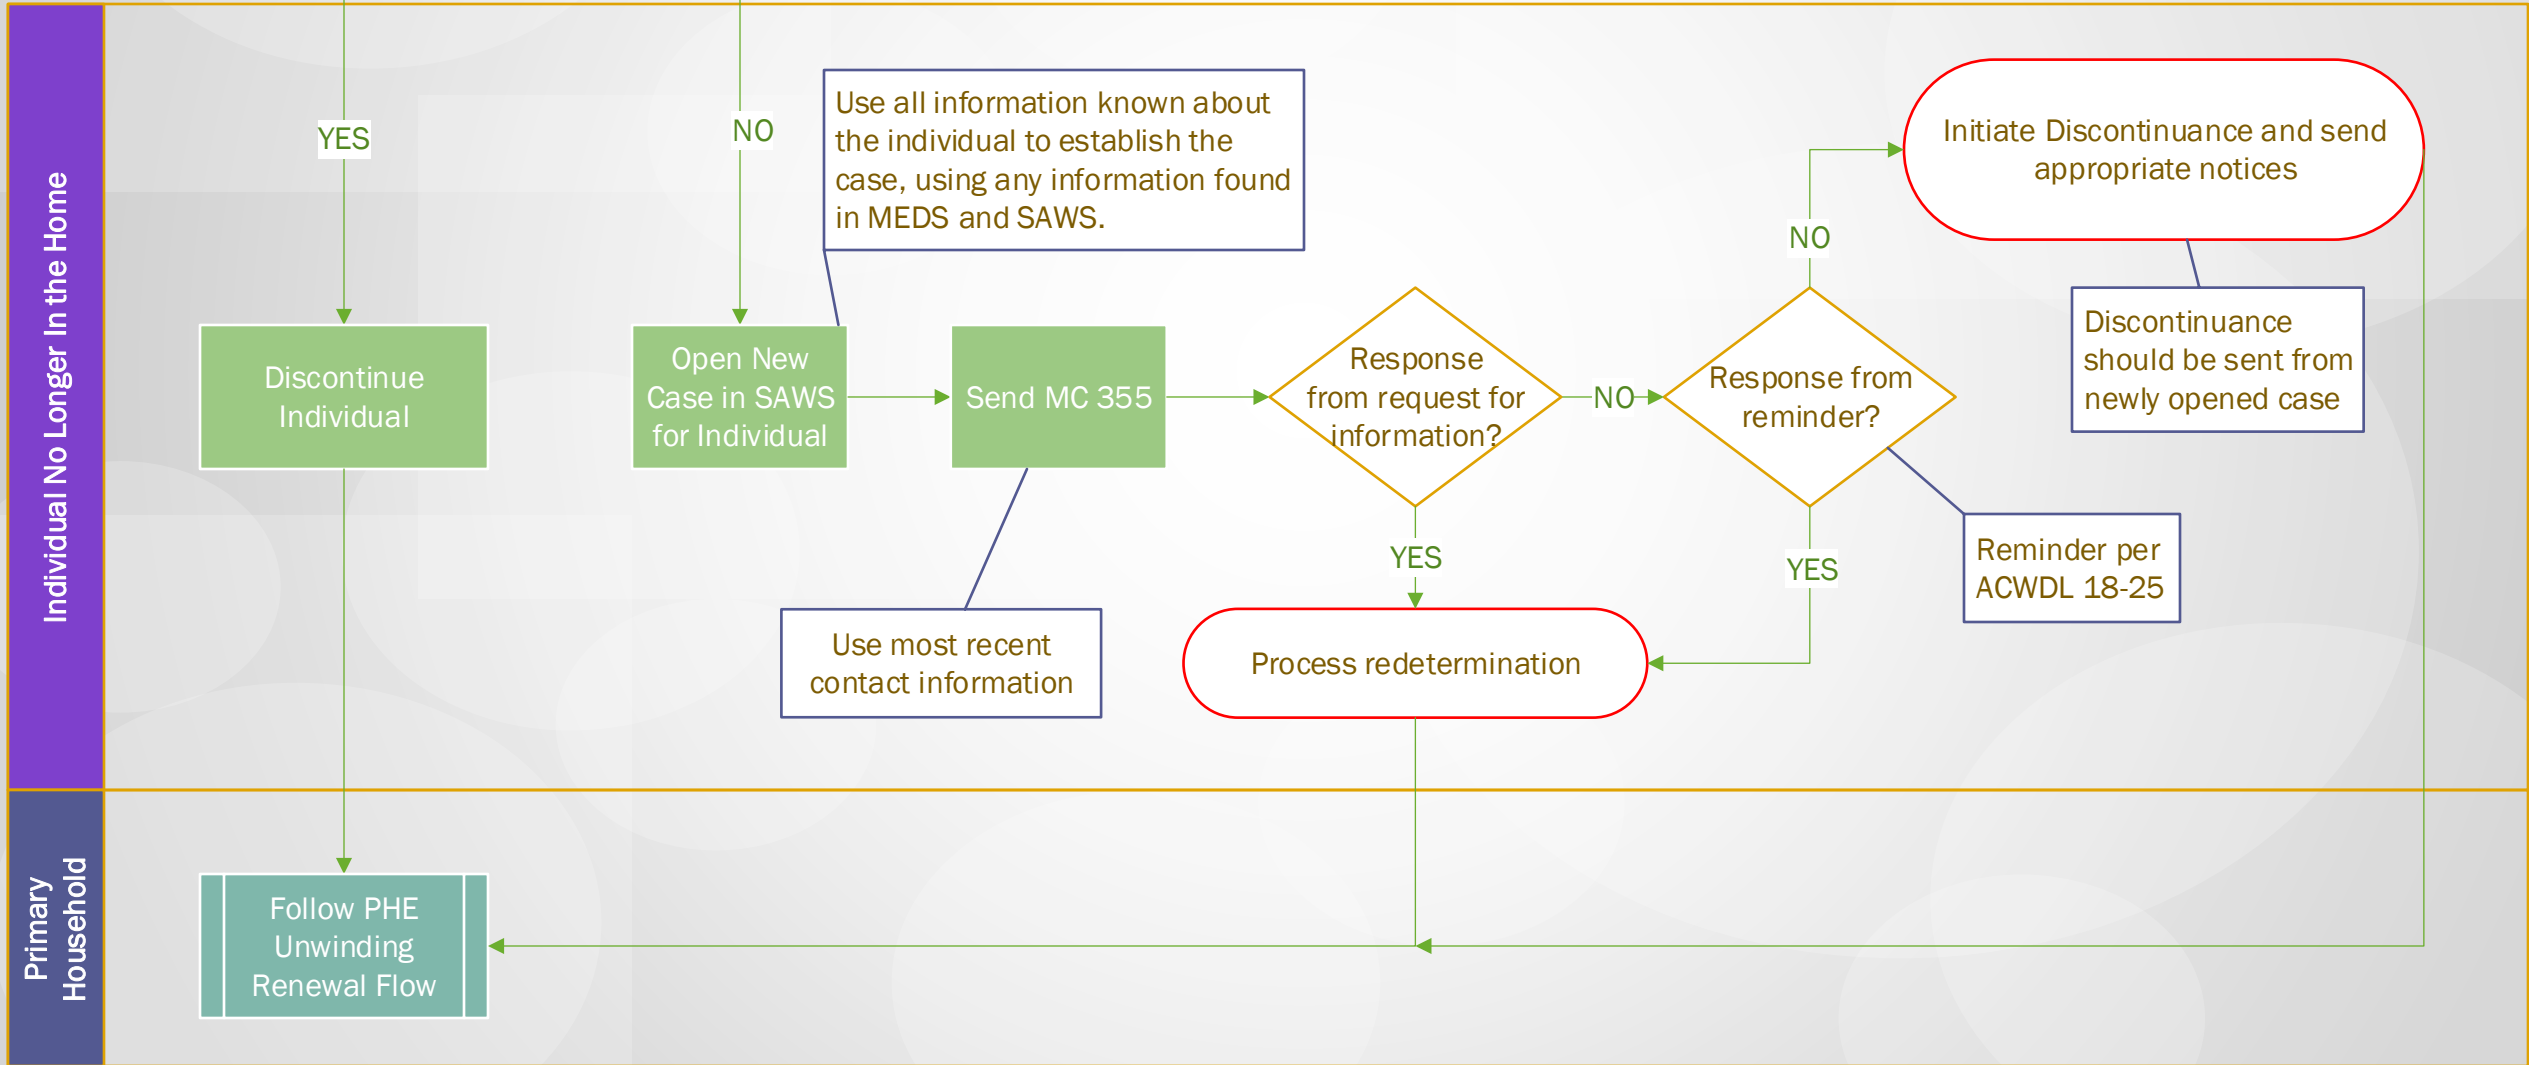 Individual No Longer In the Home
YES
NO
Use all information known about
the individual to establish the
case, using any information found
in MEDS and SAWS.
Initiate Discontinuance and send
appropriate notices
NO
Discontinue
Individual
Open New
Case in SAWS
for Individual
Send MC 355
Response
from request for
information?
NO
Response from
reminder?
Discontinuance
should be sent from
newly opened case
YES
YES
Reminder per
ACWDL 18-25
Use most recent
contact information
Process redetermination
Primary
Household
Follow PHE
Unwinding
Renewal Flow